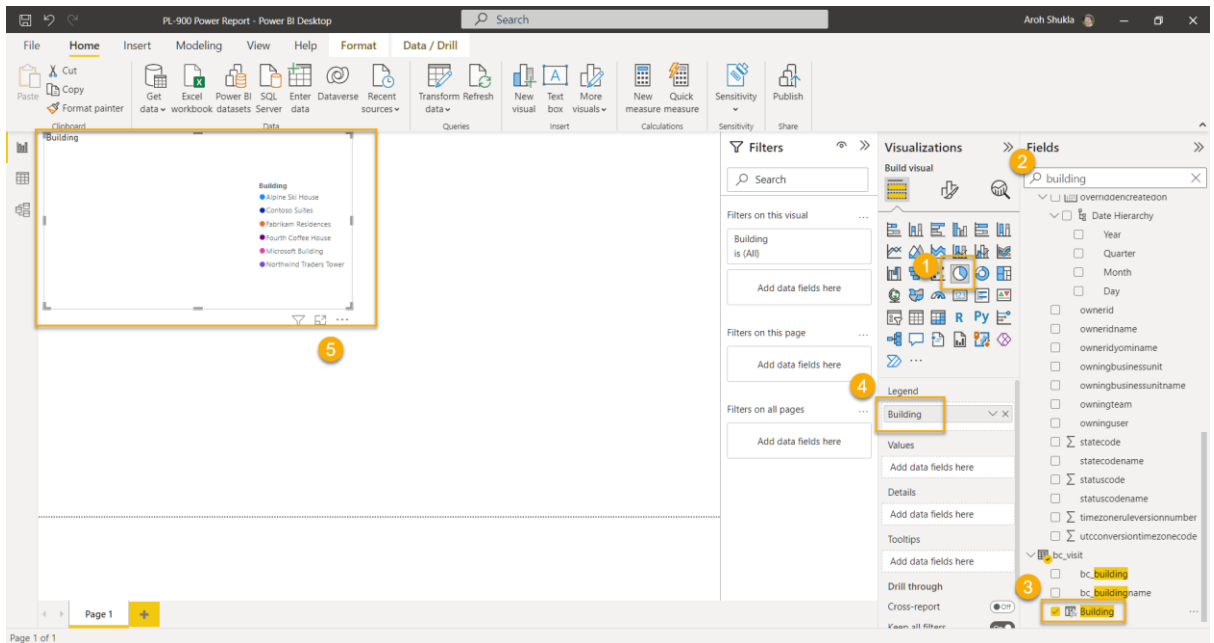 PL-900 Power Report - Power BI Desktop
Search
Aroh Shukla
File Home Insert Modeling View Help Format Data / Drill
Paste
Cut
Copy
Format painter
Clipboard
Get data
Excel workbook
Power BI datasets
SQL Server
Enter data
Dataverse
Recent sources
Data
Transform data
Refresh
Queries
New visual
Text box
More visuals
Insert
New measure
Quick measure
Calculations
Sensitivity
Sensitivity
Publish
Share
Building
Building
Alpine Ski House
Contoso Suites
Fabrikam Residences
Fourth Coffee House
Microsoft Building
Northwind Traders Tower
5
Filters
Search
Filters on this visual
Building
is (All)
Add data fields here
Filters on this page
Add data fields here
Filters on all pages
Add data fields here
Visualizations
Build visual
1
R Py
4
Legend
Building
Values
Add data fields here
Details
Add data fields here
Tooltips
Add data fields here
Drill through
Cross-report
Off
Keep all filters
On
2
Fields
building
overriddencreatedon
Date Hierarchy
Year
Quarter
Month
Day
ownerid
owneridname
owneridyominame
owningbusinessunit
owningbusinessunitname
owningteam
owninguser
statecode
statecodename
statuscode
statuscodename
timezoneruleversionnumber
utcconversiontimezonecode
bc_visit
bc_building
3
bc_buildingname
Building
Page 1
Page 1 of 1